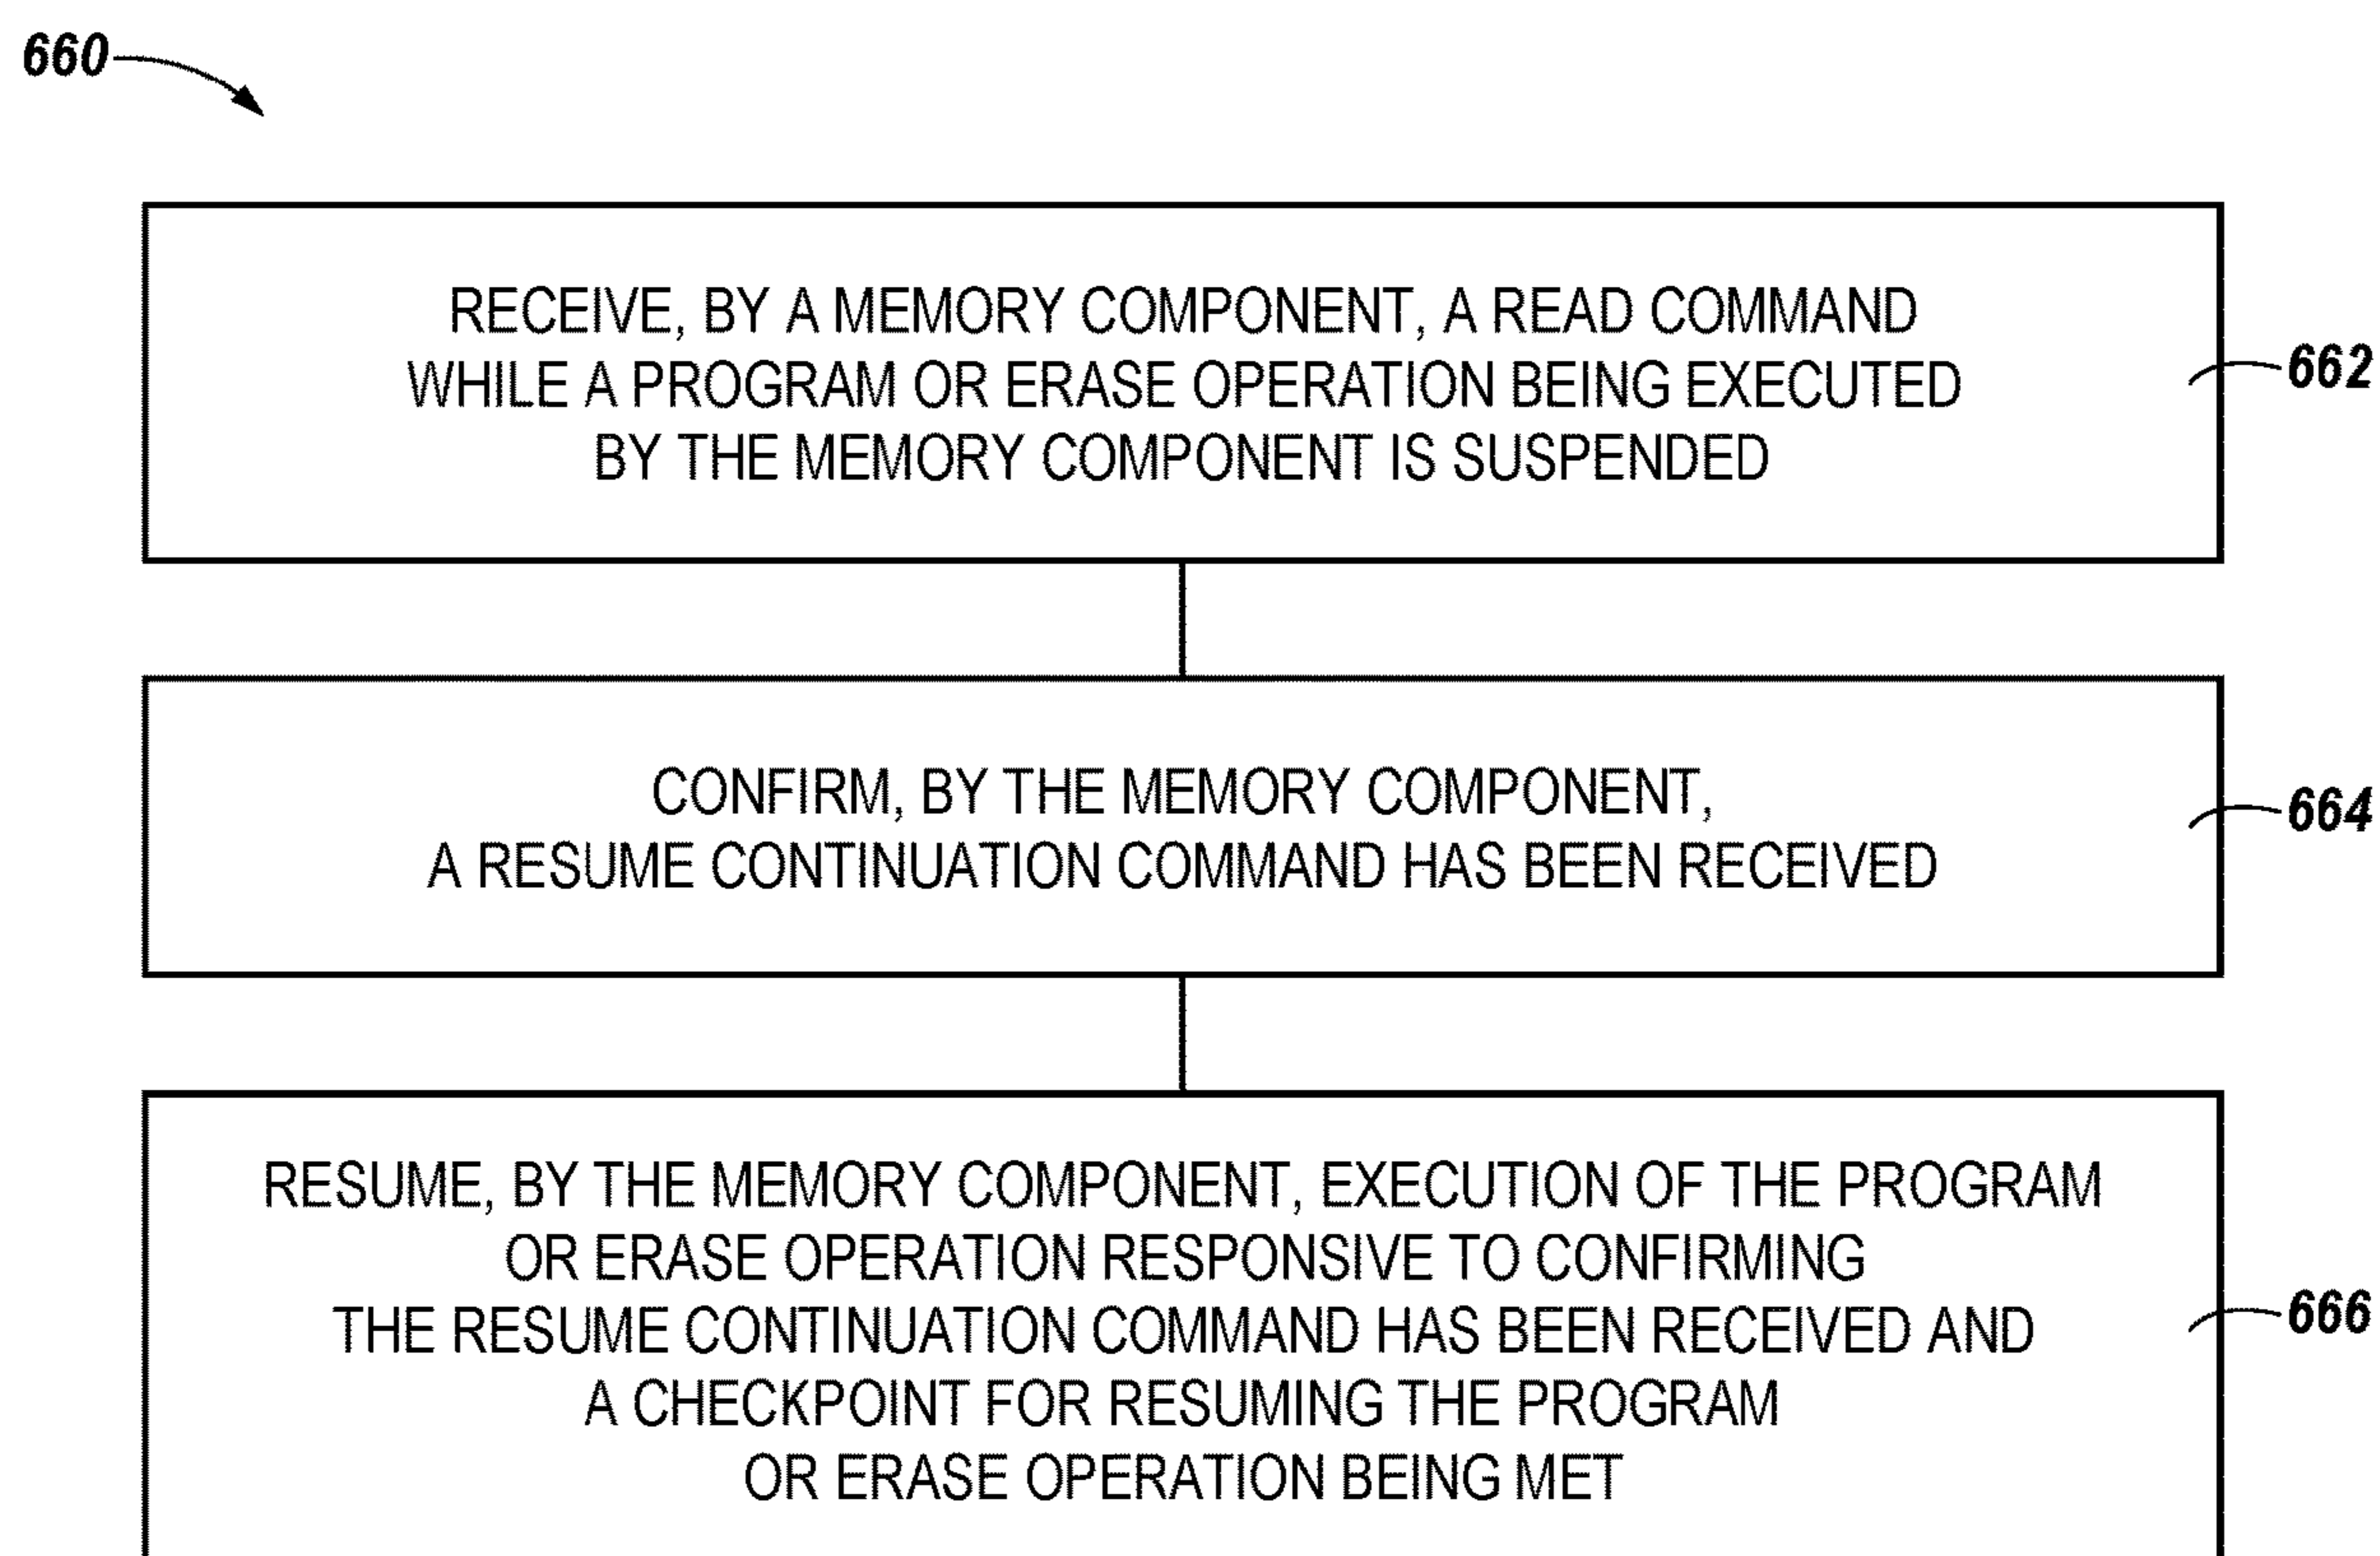 660
RECEIVE, BY A MEMORY COMPONENT, A READ COMMAND
WHILE A PROGRAM OR ERASE OPERATION BEING EXECUTED
BY THE MEMORY COMPONENT IS SUSPENDED
662
CONFIRM, BY THE MEMORY COMPONENT,
A RESUME CONTINUATION COMMAND HAS BEEN RECEIVED
664
RESUME, BY THE MEMORY COMPONENT, EXECUTION OF THE PROGRAM
OR ERASE OPERATION RESPONSIVE TO CONFIRMING
THE RESUME CONTINUATION COMMAND HAS BEEN RECEIVED AND
A CHECKPOINT FOR RESUMING THE PROGRAM
OR ERASE OPERATION BEING MET
666